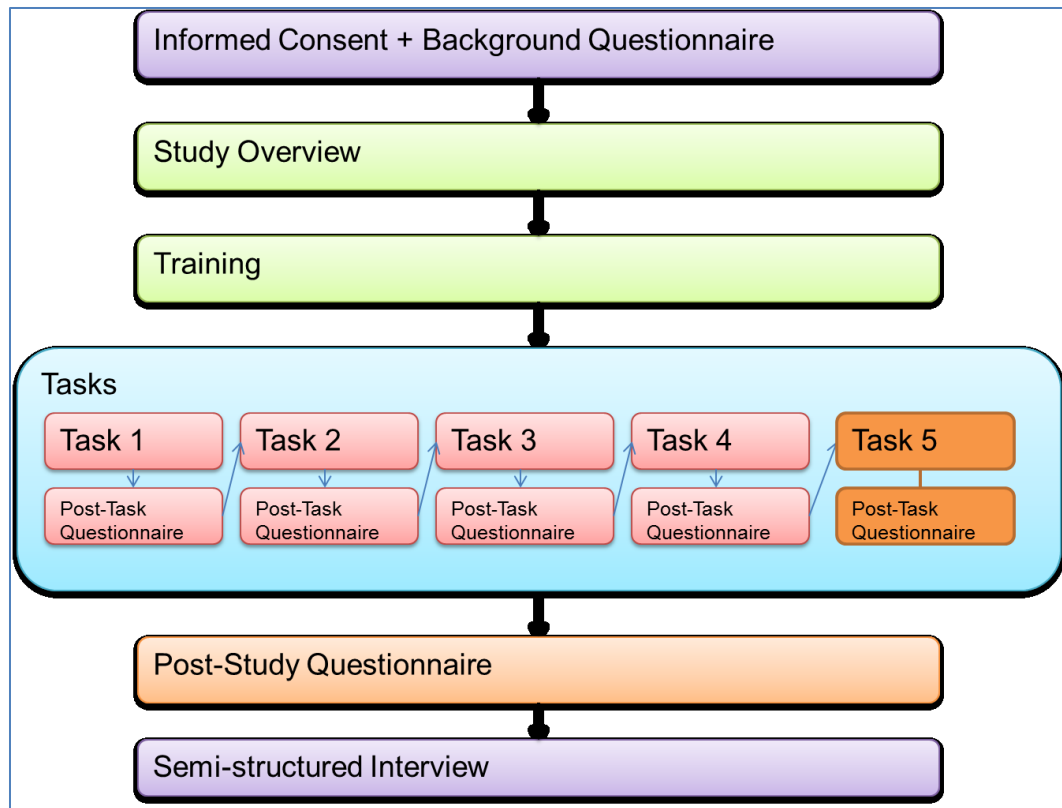 Informed Consent + Background Questionnaire
Study Overview
Training
Tasks
Task 1
Task 2
Task 3
Task 4
Task 5
Post-Task
Questionnaire
Post-Task
Questionnaire
Post-Task
Questionnaire
Post-Task
Questionnaire
Post-Task
Questionnaire
Post-Study Questionnaire
Semi-structured Interview